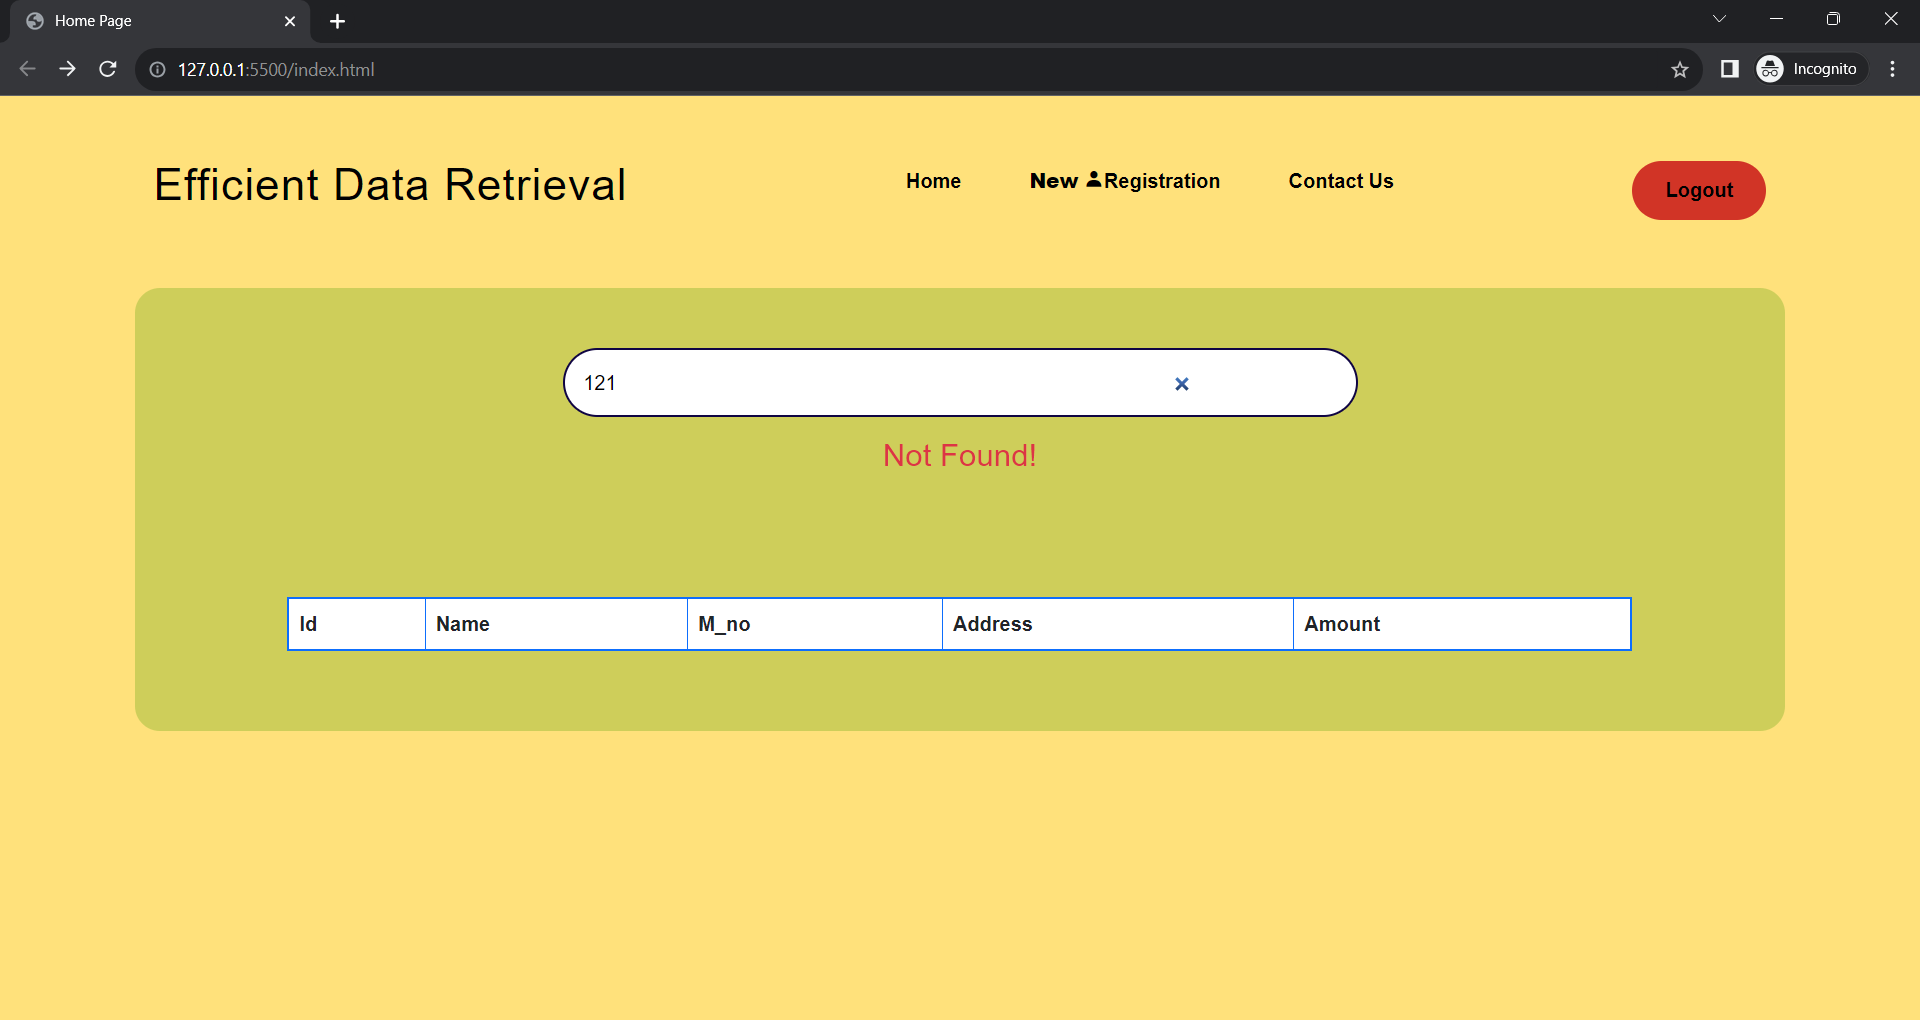 Home Page
127.0.0.1:5500/index.html
Incognito
Efficient Data Retrieval
Home
New Registration
Contact Us
Logout
121
Not Found!
Id Name M_no Address Amount